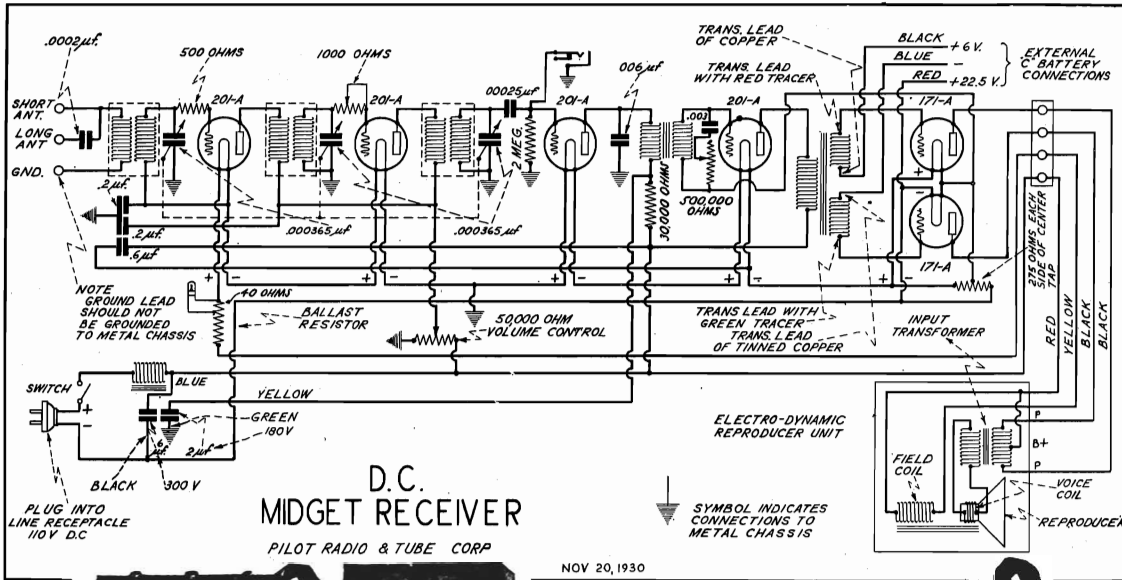 .0002µf.
500 OHMS
1000 OHMS
SHORT
ANT.
LONG
ANT
GND.
201-A
201-A
.00025µf
2 MEG.
201-A
.006µf
201-A
.003
500,000
OHMS
30,000 OHMS
TRANS. LEAD
OF COPPER
TRANS. LEAD
WITH RED TRACER
BLACK
+6 V.
BLUE
-
RED
+22.5 V.
EXTERNAL
"C" BATTERY
CONNECTIONS
171-A
+
-
171-A
275 OHMS EACH
SIDE OF CENTER
TAP
RED
YELLOW
BLACK
BLACK
.2µf.
.2µf.
.6µf
.000365µf
.000365µf
+ -
+ -
+ -
+ -
+ -
NOTE
GROUND LEAD
SHOULD NOT
BE GROUNDED
TO METAL CHASSIS
40 OHMS
BALLAST
RESISTOR
50,000 OHM
VOLUME CONTROL
TRANS LEAD WITH
GREEN TRACER
TRANS. LEAD
OF TINNED COPPER
INPUT
TRANSFORMER
SWITCH
+
-
BLUE
YELLOW
GREEN
180V
.6
µf.
2µf
BLACK
300 V
PLUG INTO
LINE RECEPTACLE
110V D.C
D.C.
MIDGET RECEIVER
PILOT RADIO & TUBE CORP
SYMBOL INDICATES
CONNECTIONS TO
METAL CHASSIS
ELECTRO-DYNAMIC
REPRODUCER UNIT
P
B+
P
FIELD
COIL
VOICE
COIL
REPRODUCER
NOV 20, 1930